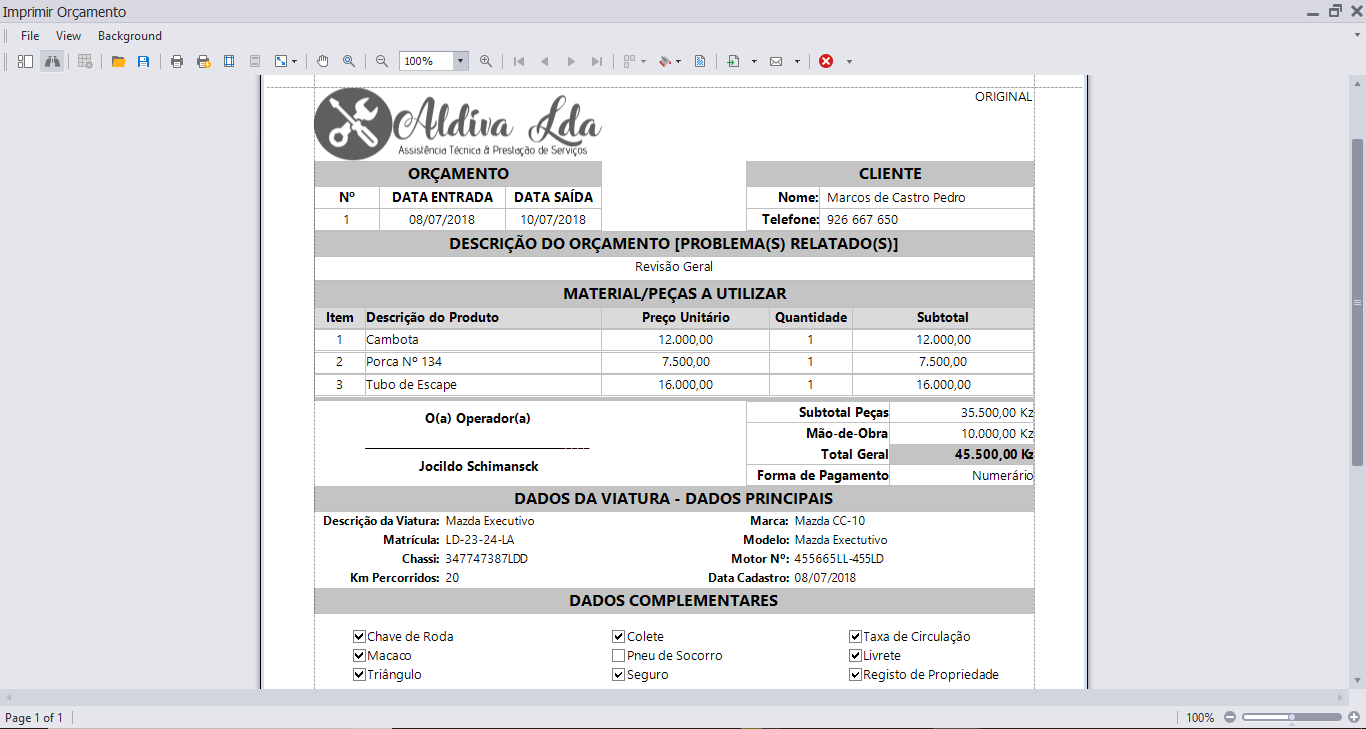 Imprimir Orçamento
File View Background
100%
ORIGINAL
Aldiva Lda
Assistência Técnica & Prestação de Serviços
ORÇAMENTO CLIENTE
Nº DATA ENTRADA DATA SAÍDA Nome: Marcos de Castro Pedro
1 08/07/2018 10/07/2018 Telefone: 926 667 650
DESCRIÇÃO DO ORÇAMENTO [PROBLEMA(S) RELATADO(S)]
Revisão Geral
MATERIAL/PEÇAS A UTILIZAR
Item Descrição do Produto Preço Unitário Quantidade Subtotal
1 Cambota 12.000,00 1 12.000,00
2 Porca Nº 134 7.500,00 1 7.500,00
3 Tubo de Escape 16.000,00 1 16.000,00
O(a) Operador(a) Subtotal Peças 35.500,00 Kz
Mão-de-Obra 10.000,00 Kz
Total Geral 45.500,00 Kz
Jocildo Schimansck Forma de Pagamento Numerário
DADOS DA VIATURA - DADOS PRINCIPAIS
Descrição da Viatura: Mazda Executivo Marca: Mazda CC-10
Matrícula: LD-23-24-LA Modelo: Mazda Exectutivo
Chassi: 347747387LDD Motor Nº: 455665LL-455LD
Km Percorridos: 20 Data Cadastro: 08/07/2018
DADOS COMPLEMENTARES
Chave de Roda Colete Taxa de Circulação
Macaco Pneu de Socorro Livrete
Triângulo Seguro Registo de Propriedade
Page 1 of 1 100%